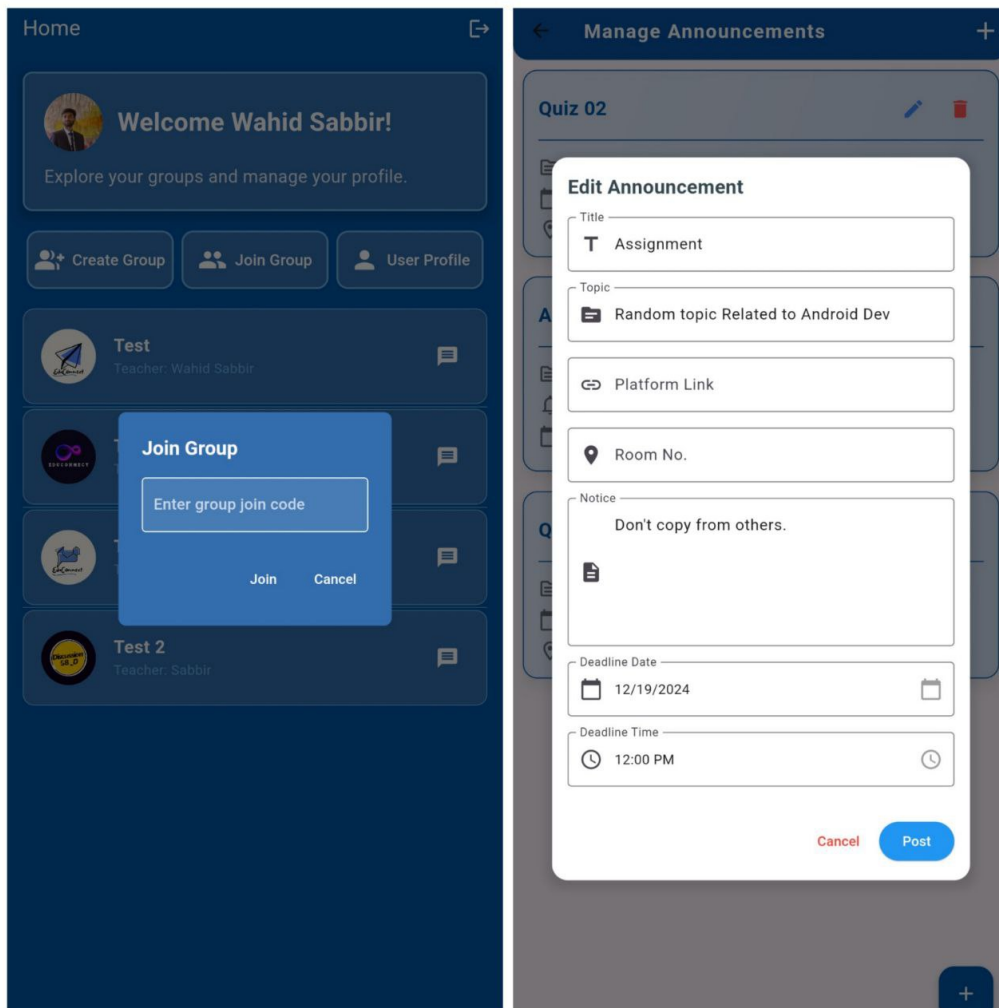 Home
Welcome Wahid Sabbir!
Explore your groups and manage your profile.
Create Group
Join Group
User Profile
Test
Teacher: Wahid Sabbir
T
Join Group
Enter group join code
Join
Cancel
Test 2
Teacher: Sabbir
Manage Announcements
Quiz 02
Edit Announcement
Title
Assignment
Topic
A
Random topic Related to Android Dev
Platform Link
Room No.
Notice
Q
Don't copy from others.
Deadline Date
12/19/2024
Deadline Time
12:00 PM
Cancel
Post